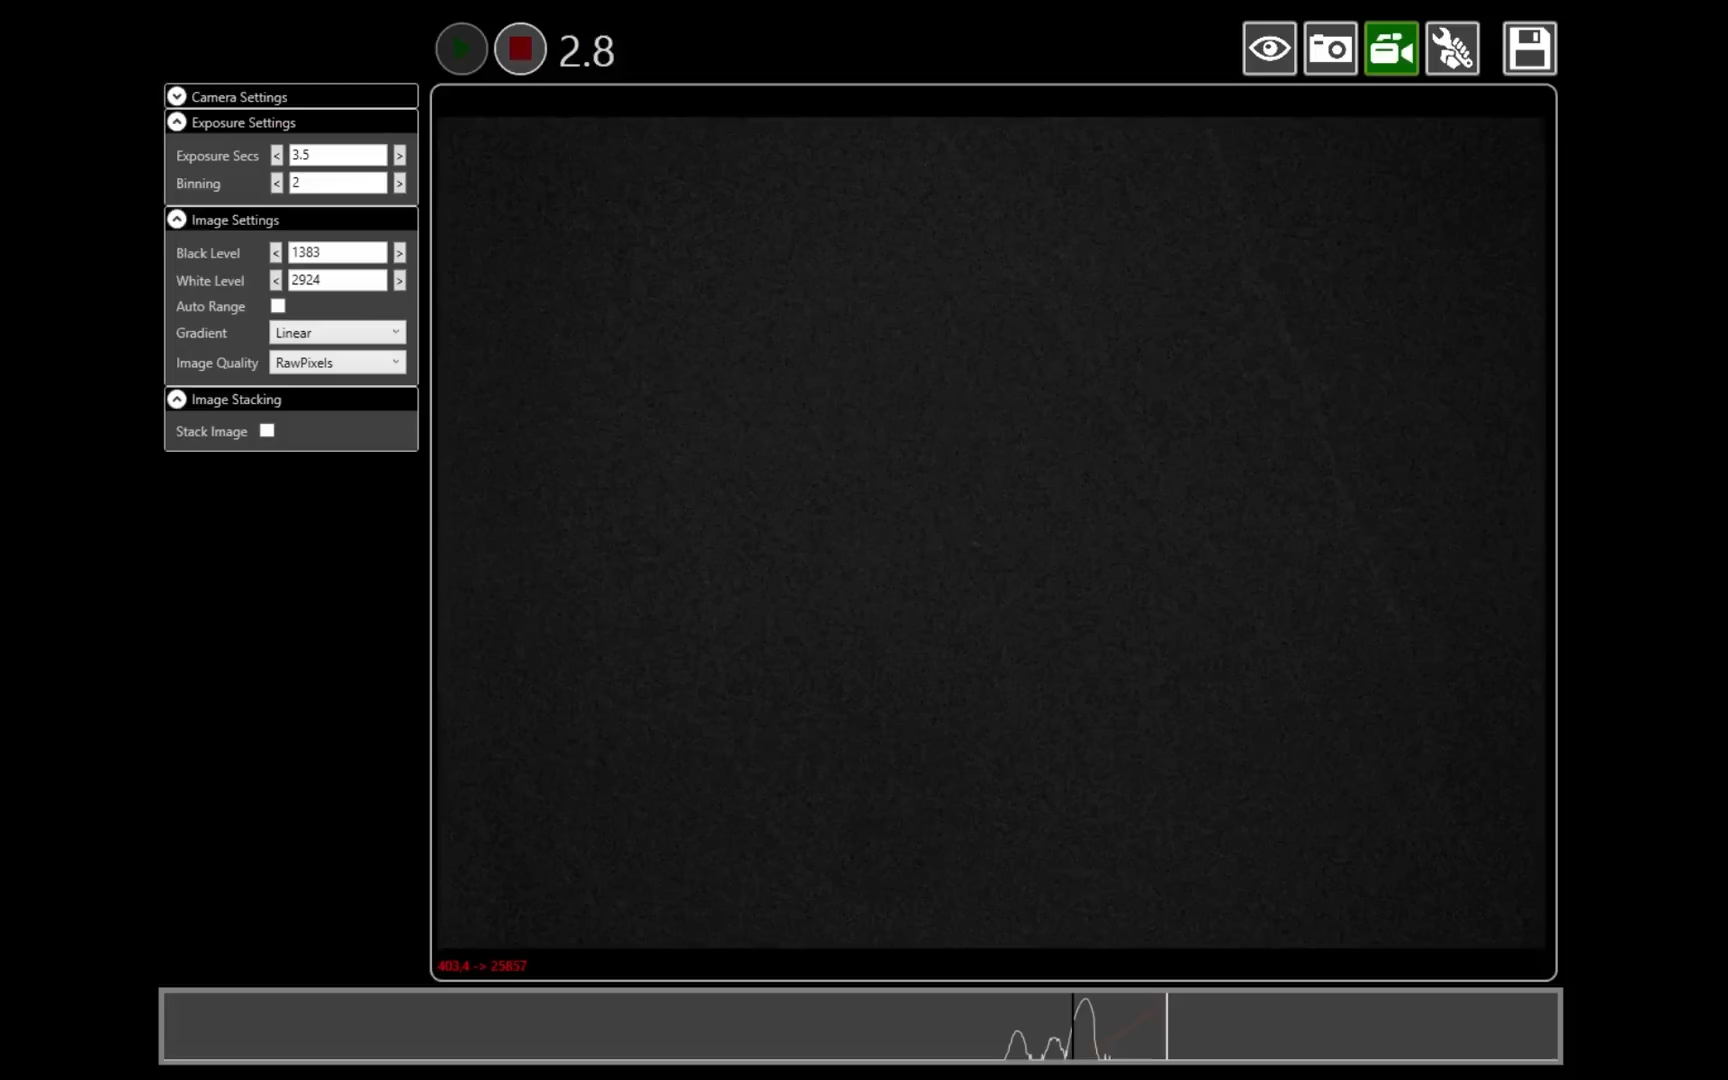 2.8
Camera Settings
Exposure Settings
Exposure Secs < 3.5 >
Binning < 2 >
Image Settings
Black Level < 1383 >
White Level < 2924 >
Auto Range
Gradient Linear
Image Quality RawPixels
Image Stacking
Stack Image
403,4 -> 25857